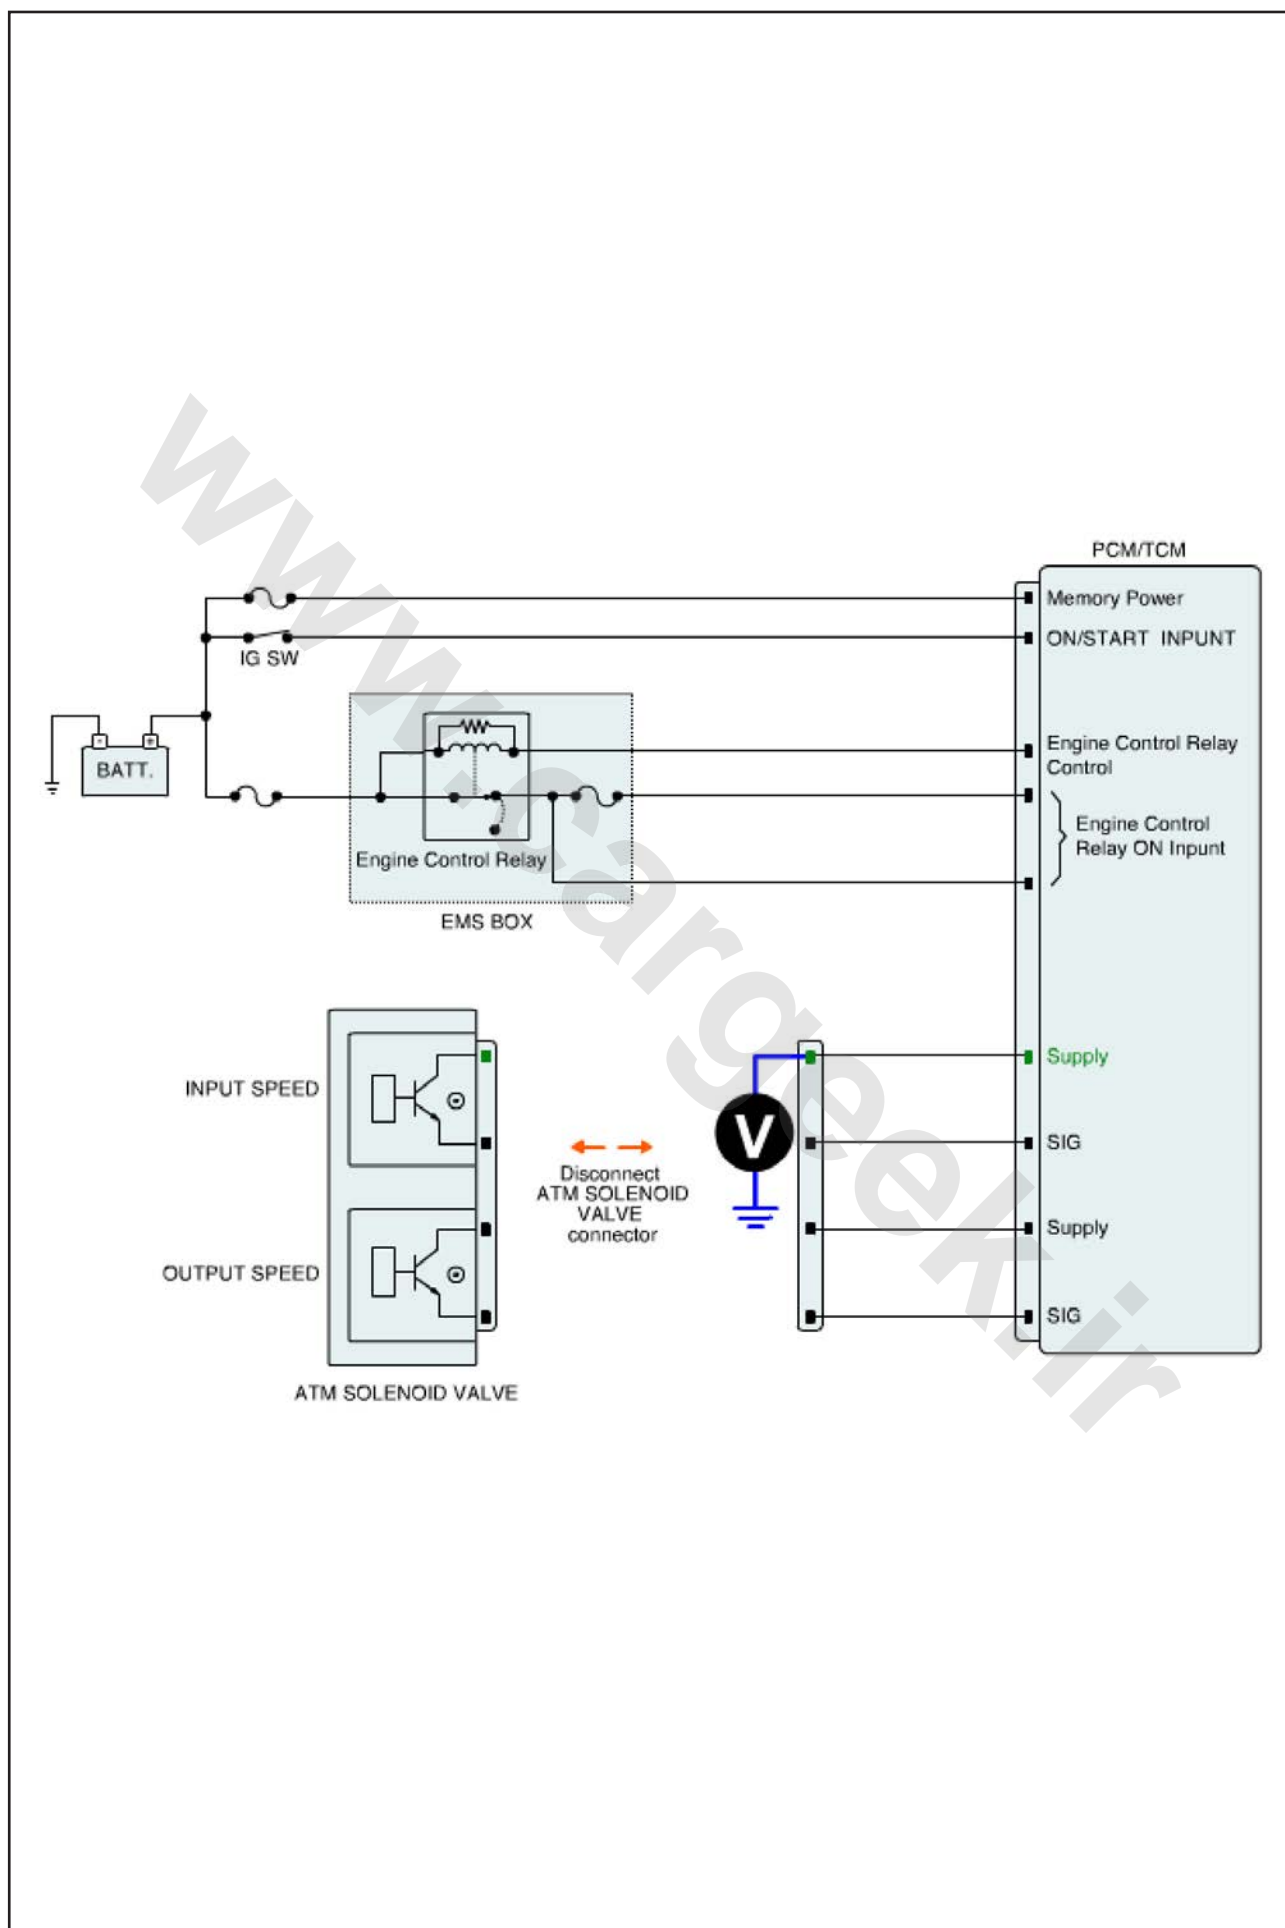 PCM/TCM
Memory Power
ON/START INPUNT
IG SW
Engine Control Relay
Control
- +
BATT.
Engine Control
Relay ON Inpunt
Engine Control Relay
EMS BOX
Supply
INPUT SPEED
V
SIG
Disconnect
ATM SOLENOID
VALVE
connector
Supply
OUTPUT SPEED
SIG
ATM SOLENOID VALVE
www.cargeek.ir